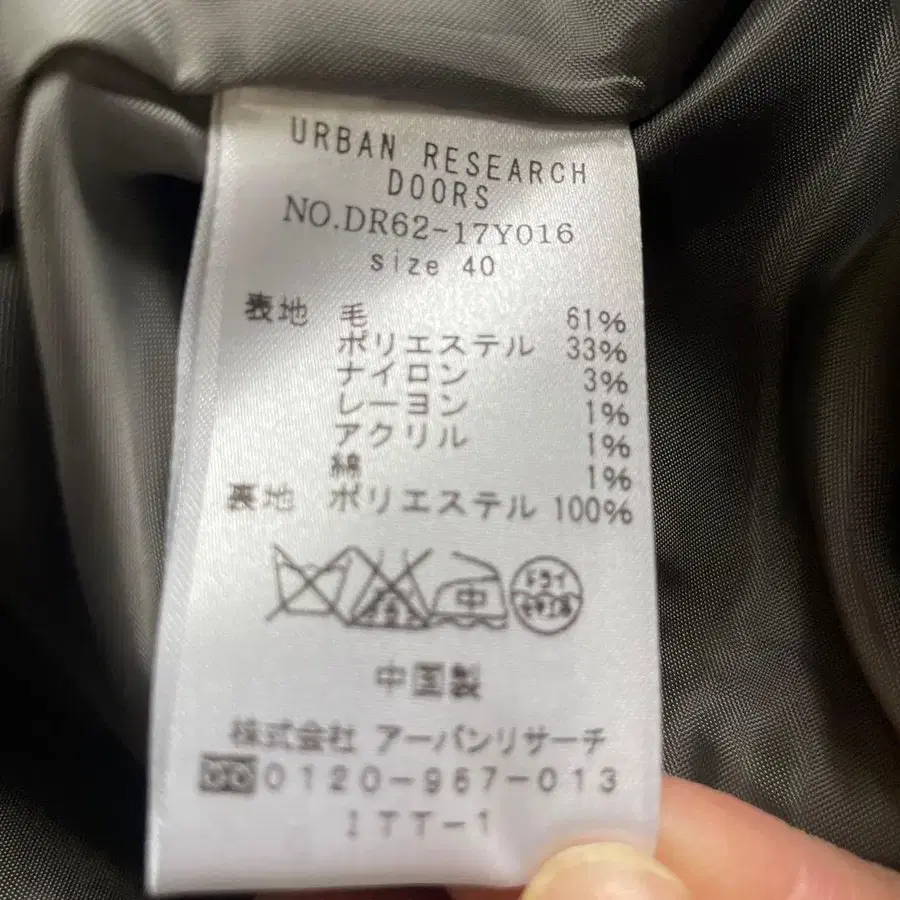 URBAN RESEARCH
DOORS
NO.DR62-17Y016
size 40
表地 毛 61%
ポリエステル 33%
ナイロン 3%
レーヨン 1%
アクリル 1%
綿 1%
裏地 ポリエステル 100%
中 ドライ
中国製
株式会社 アーバンリサーチ
0120-967-013
ITT-1